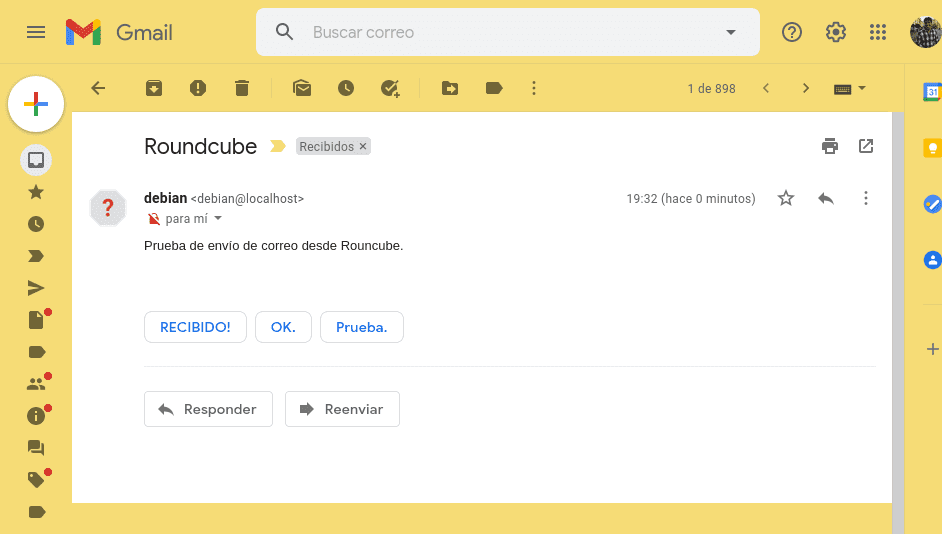 Gmail
Buscar correo
1 de 898
31
Roundcube
Recibidos ×
debian <debian@localhost>
19:32 (hace 0 minutos)
para mí
Prueba de envío de correo desde Rouncube.
RECIBIDO!
OK.
Prueba.
Responder
Reenviar